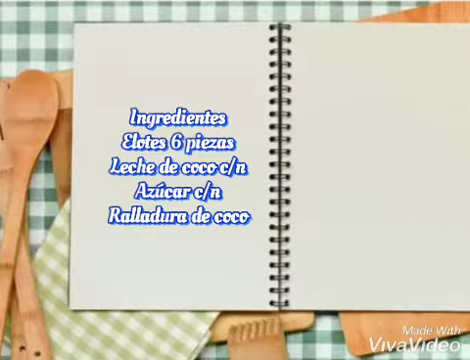 Ingredientes
Elotes 6 piezas
Leche de coco c/n
Azúcar c/n
Ralladura de coco
Made With
VivaVideo